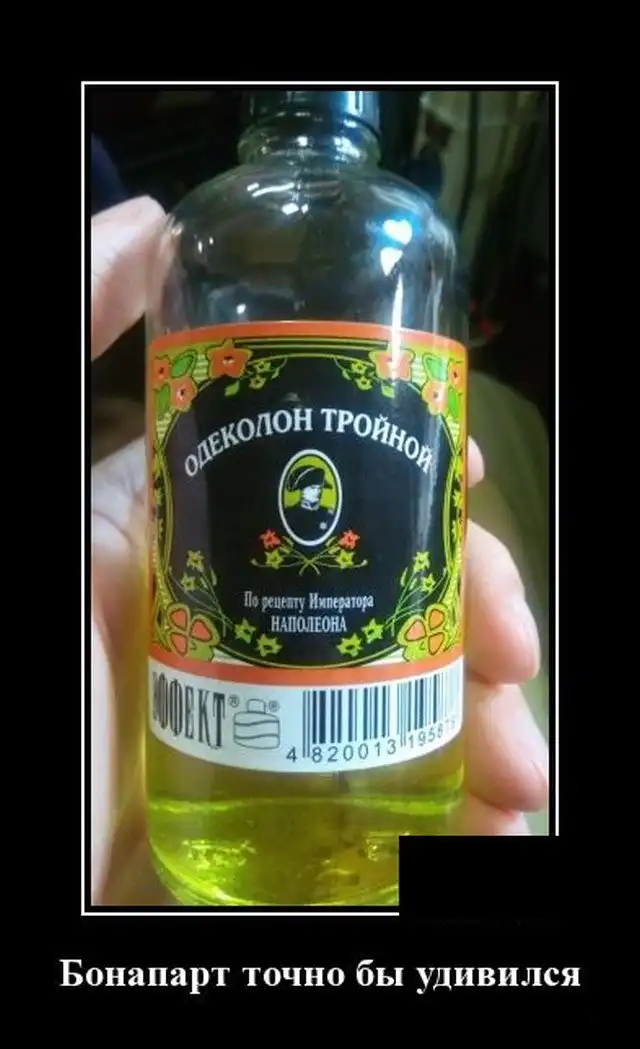 ОДЕКОЛОН ТРОЙНОЙ
По рецепту Императора
НАПОЛЕОНА
ЭФФЕКТ®
®
4 820013 19587
Бонапарт точно бы удивился